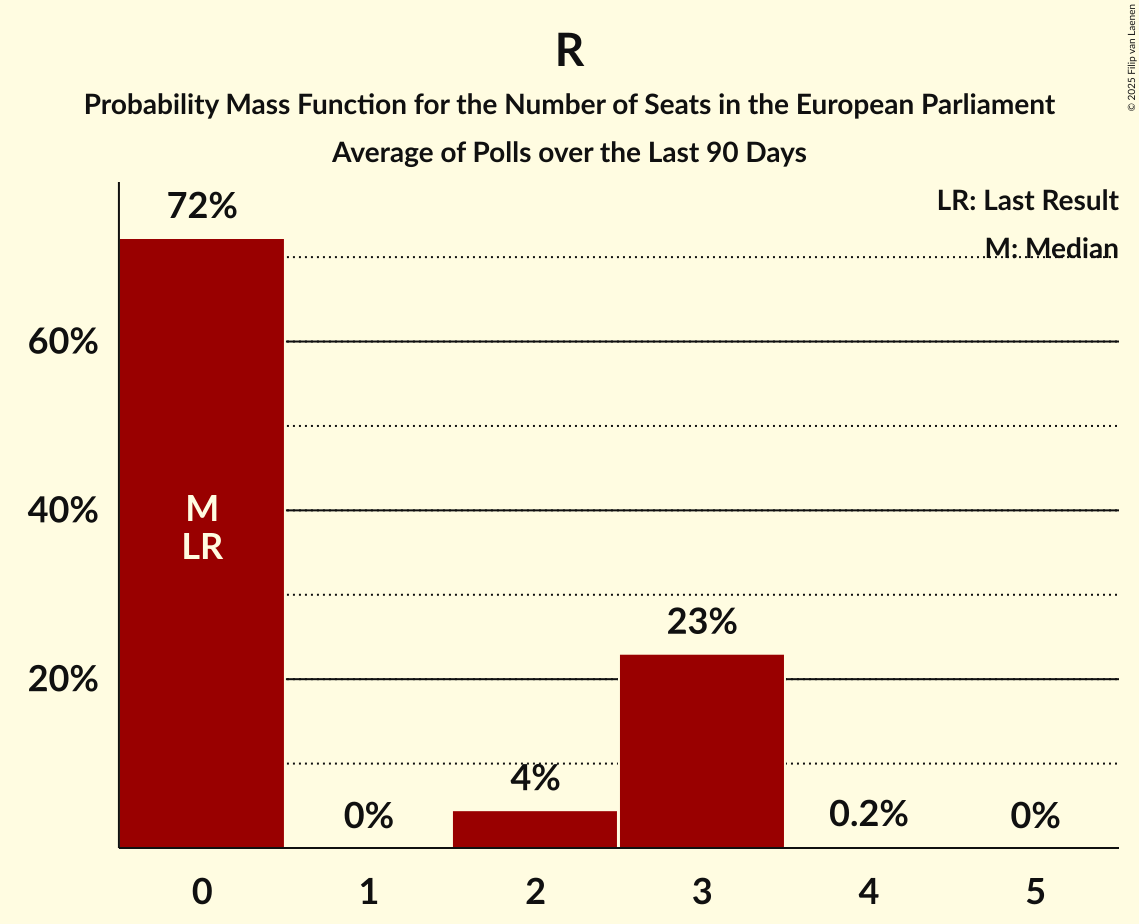 R
Probability Mass Function for the Number of Seats in the European Parliament
Average of Polls over the Last 90 Days
© 2025 Filip van Laenen
LR: Last Result
M: Median
72%
60%
40%
20%
M
LR
0%
4%
23%
0.2%
0%
0 1 2 3 4 5